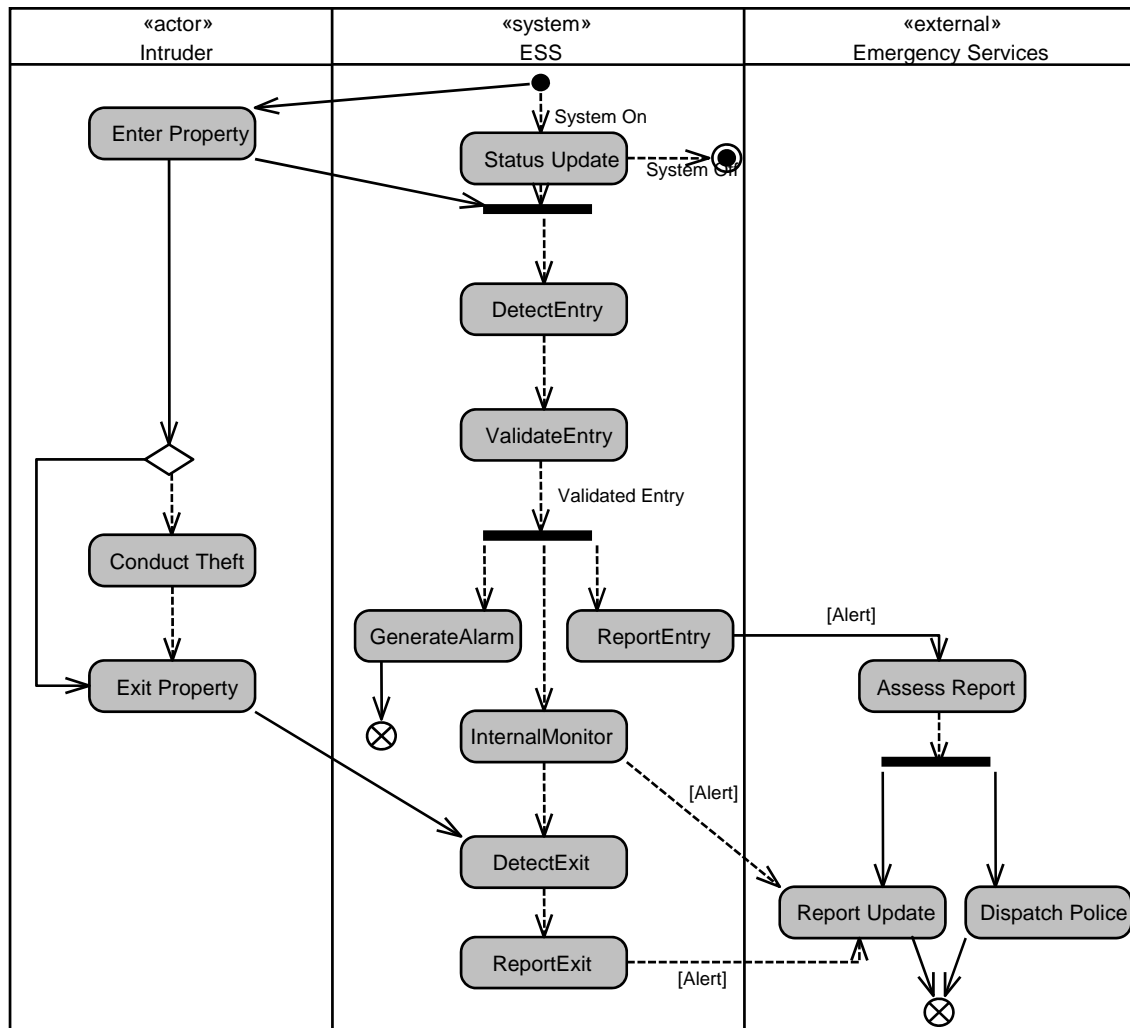 «actor»
Intruder
«system»
ESS
«external»
Emergency Services
Enter Property
System On
Status Update
System Off
DetectEntry
ValidateEntry
Validated Entry
Conduct Theft
GenerateAlarm
ReportEntry
[Alert]
Exit Property
Assess Report
InternalMonitor
[Alert]
DetectExit
Report Update
Dispatch Police
ReportExit
[Alert]